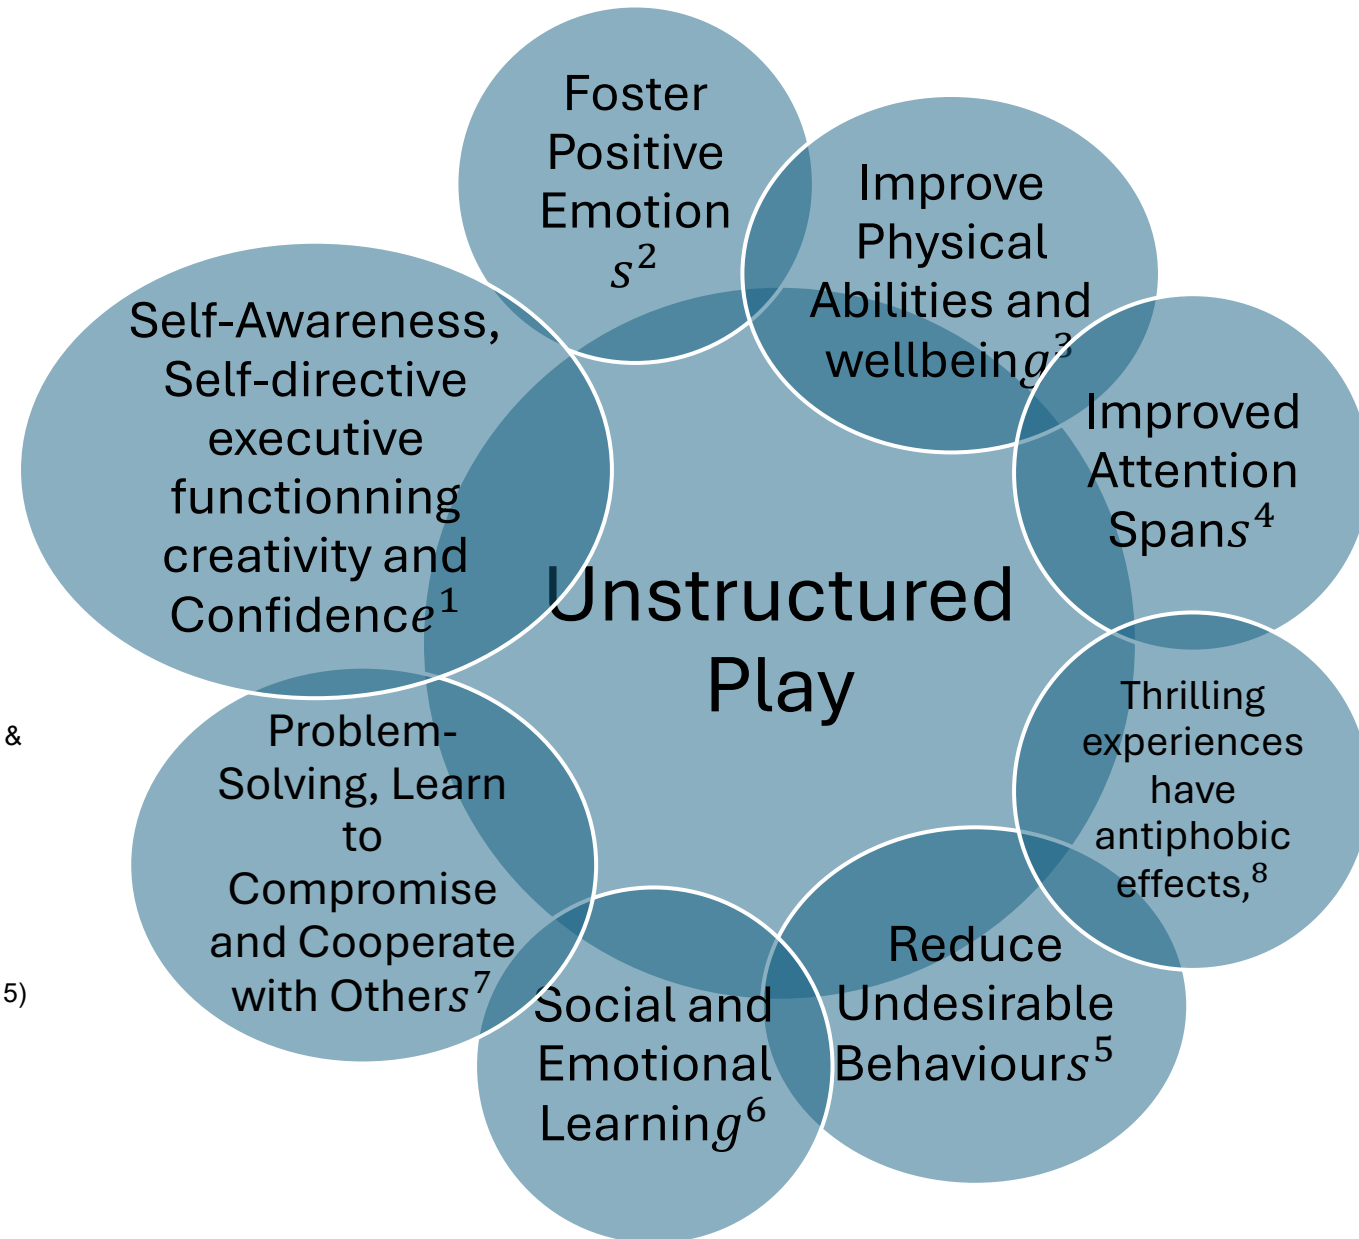 Foster
Positive
Emotion
s²
Improve
Physical
Abilities and
wellbeing³
Self-Awareness,
Self-directive
executive
functionning
creativity and
Confidence¹
Improved
Attention
Spans⁴
Unstructured
Play
Thrilling
experiences
have
antiphobic
effects,⁸
&
Problem-
Solving, Learn
to
Compromise
and Cooperate
with Others⁷
Reduce
Undesirable
Behaviours⁵
5)
Social and
Emotional
Learning⁶